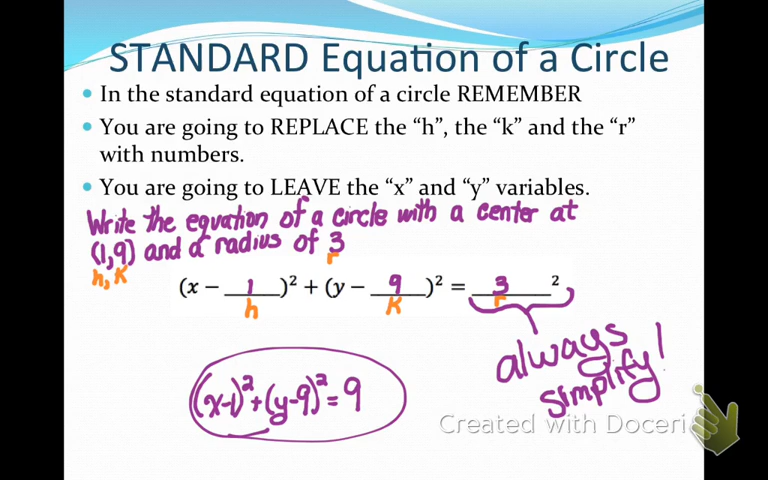 STANDARD Equation of a Circle
• In the standard equation of a circle REMEMBER
• You are going to REPLACE the “h”, the “k” and the “r”
with numbers.
• You are going to LEAVE the “x” and “y” variables.
Write the equation of a circle with a center at
(1,9) and a radius of 3
h, K
r
(x − 1)² + (y − 9)² = 3²
h K r
always
simplify!
(x-1)²+(y-9)²=9
Created with Doceri